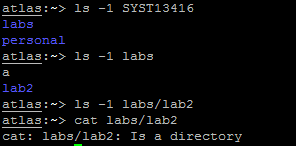 atlas:~> ls -1 SYST13416
labs
personal
atlas:~> ls -1 labs
a
lab2
atlas:~> ls -1 labs/lab2
atlas:~> cat labs/lab2
cat: labs/lab2: Is a directory